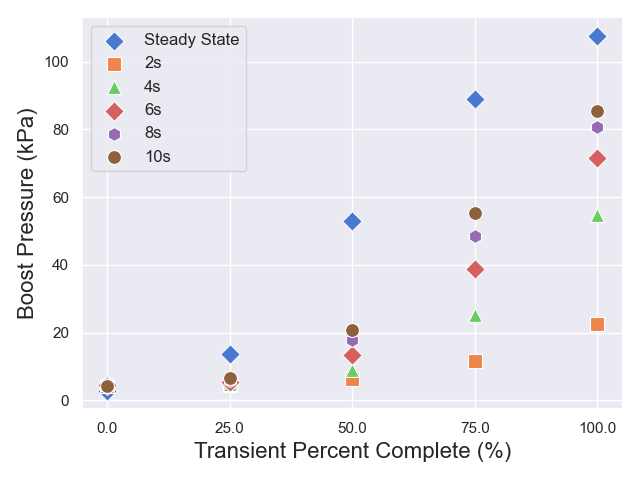 Steady State
2s
4s
6s
8s
10s
Boost Pressure (kPa)
100
80
60
40
20
0
0.0 25.0 50.0 75.0 100.0
Transient Percent Complete (%)